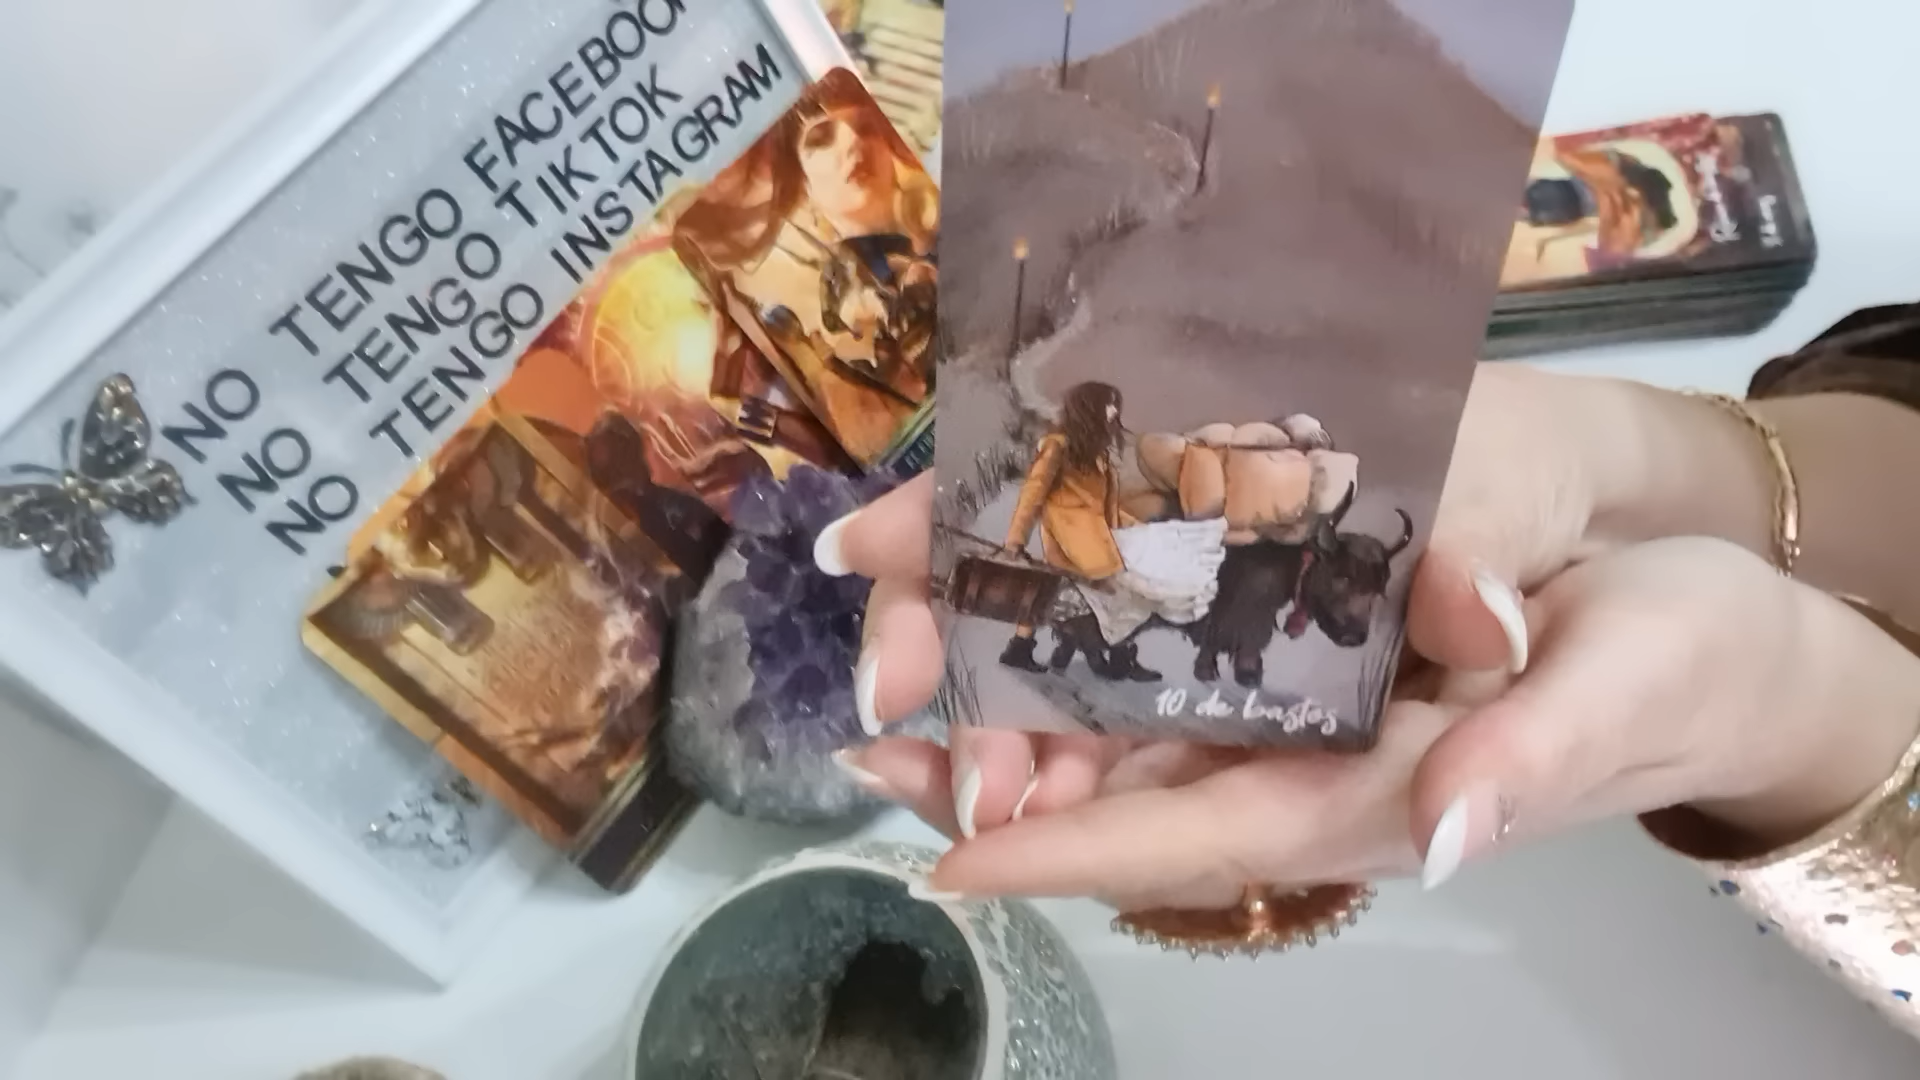 NO TENGO FACEBOOK
NO TENGO TIKTOK
NO TENGO INSTAGRAM
10 de bastos